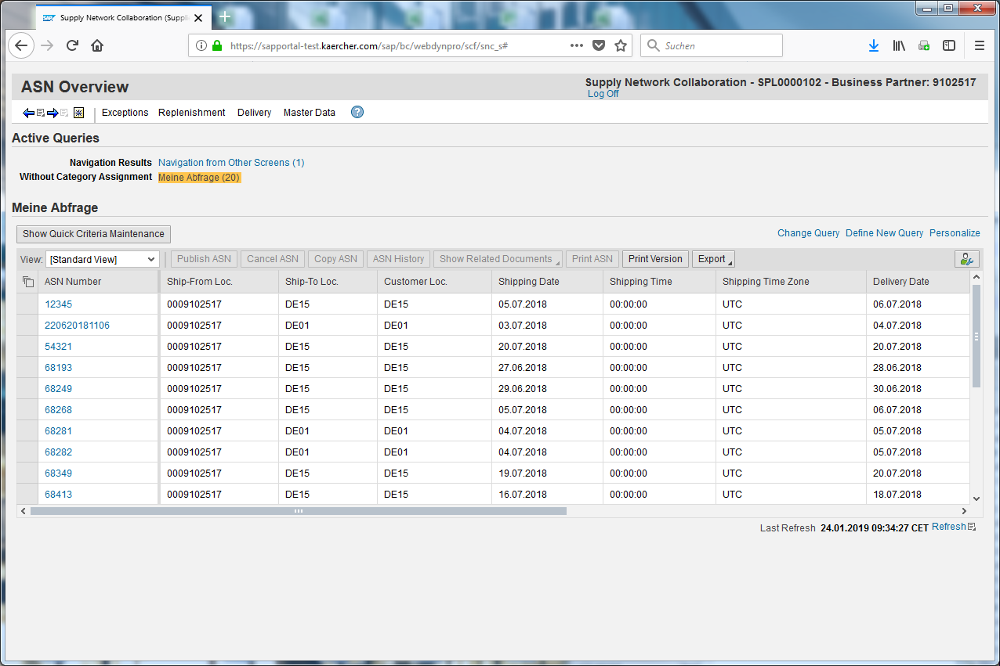 SAP Supply Network Collaboration (Suppl
https://sapportal-test.kaercher.com/sap/bc/webdynpro/scf/snc_s#
Suchen
ASN Overview
Supply Network Collaboration - SPL0000102 - Business Partner: 9102517
Log Off
Exceptions Replenishment Delivery Master Data ?
Active Queries
Navigation Results Navigation from Other Screens (1)
Without Category Assignment Meine Abfrage (20)
Meine Abfrage
Show Quick Criteria Maintenance Change Query Define New Query Personalize
View: [Standard View] Publish ASN Cancel ASN Copy ASN ASN History Show Related Documents Print ASN Print Version Export
ASN Number Ship-From Loc. Ship-To Loc. Customer Loc. Shipping Date Shipping Time Shipping Time Zone Delivery Date
12345 0009102517 DE15 DE15 05.07.2018 00:00:00 UTC 06.07.2018
220620181106 0009102517 DE01 DE01 03.07.2018 00:00:00 UTC 04.07.2018
54321 0009102517 DE15 DE15 20.07.2018 00:00:00 UTC 20.07.2018
68193 0009102517 DE15 DE15 27.06.2018 00:00:00 UTC 28.06.2018
68249 0009102517 DE15 DE15 29.06.2018 00:00:00 UTC 30.06.2018
68268 0009102517 DE15 DE15 05.07.2018 00:00:00 UTC 06.07.2018
68281 0009102517 DE01 DE01 04.07.2018 00:00:00 UTC 05.07.2018
68282 0009102517 DE01 DE01 04.07.2018 00:00:00 UTC 05.07.2018
68349 0009102517 DE15 DE15 19.07.2018 00:00:00 UTC 20.07.2018
68413 0009102517 DE15 DE15 16.07.2018 00:00:00 UTC 18.07.2018
Last Refresh 24.01.2019 09:34:27 CET Refresh